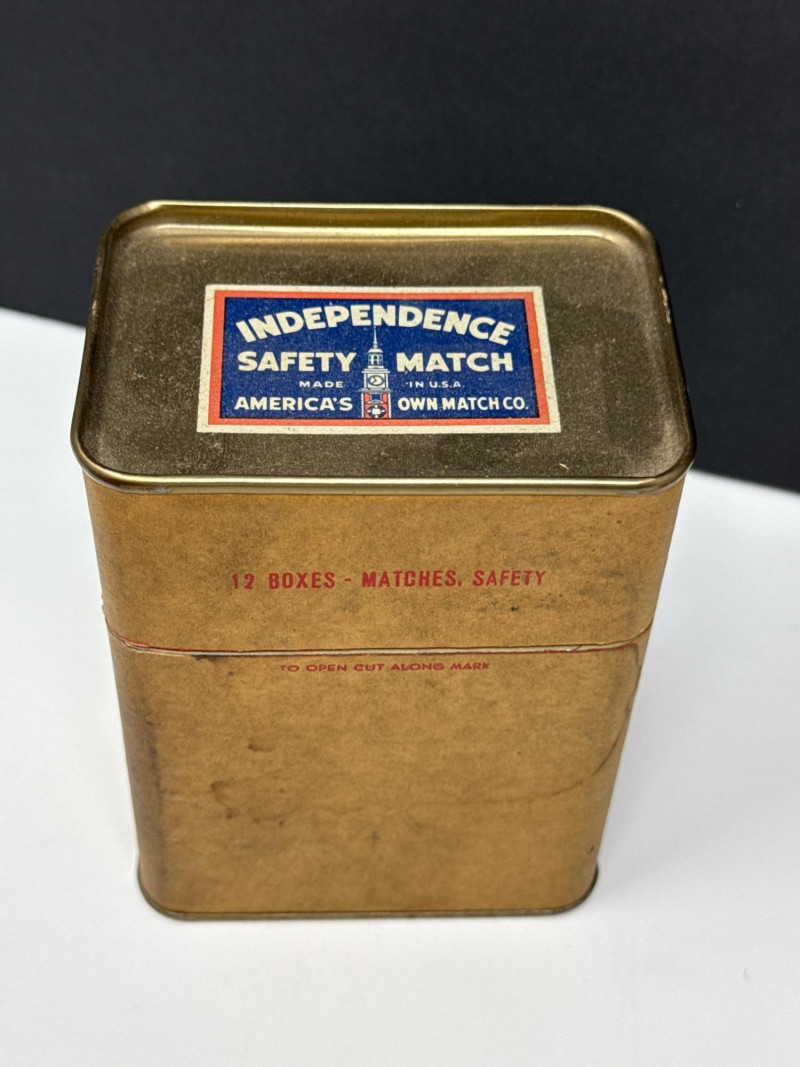 INDEPENDENCE
SAFETY MATCH
MADE IN U.S.A.
AMERICA'S OWN MATCH CO.
12 BOXES - MATCHES, SAFETY
TO OPEN CUT ALONG MARK